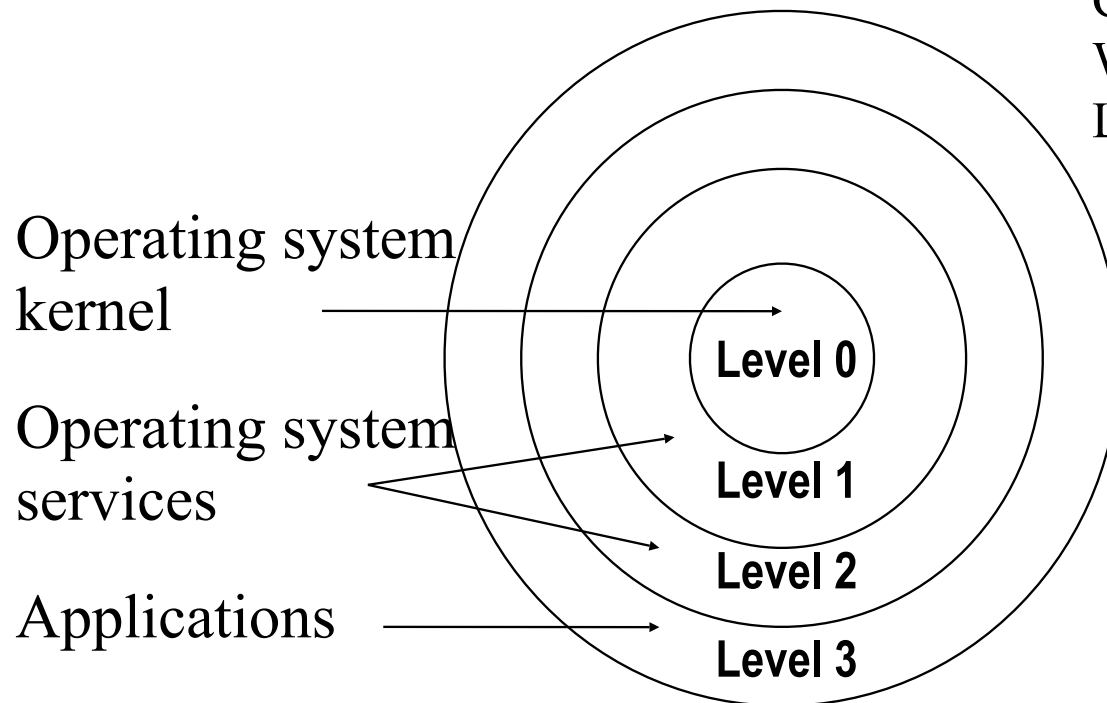 Operating system
kernel
Level 0
Operating system
services
Level 1
Level 2
Applications
Level 3